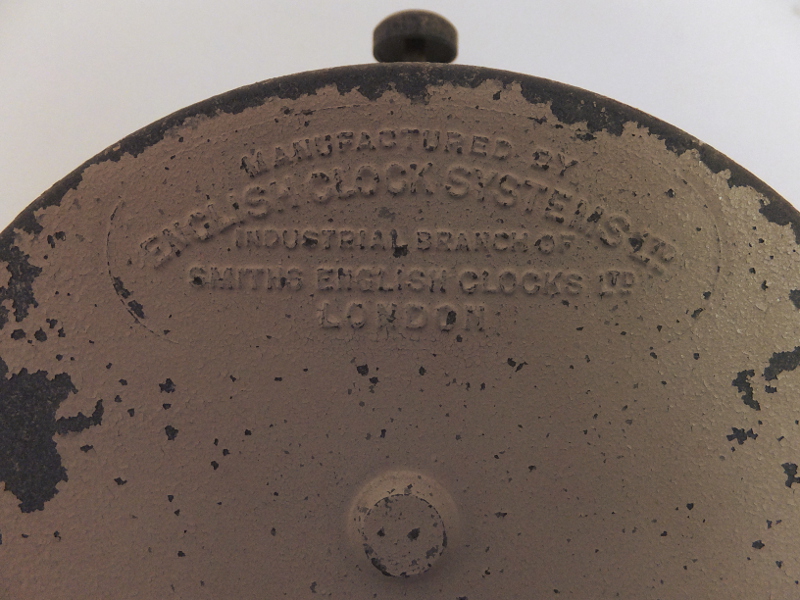 MANUFACTURED BY
ENGLISH CLOCK SYSTEMS LTD
INDUSTRIAL BRANCH OF
SMITHS ENGLISH CLOCKS LTD
LONDON